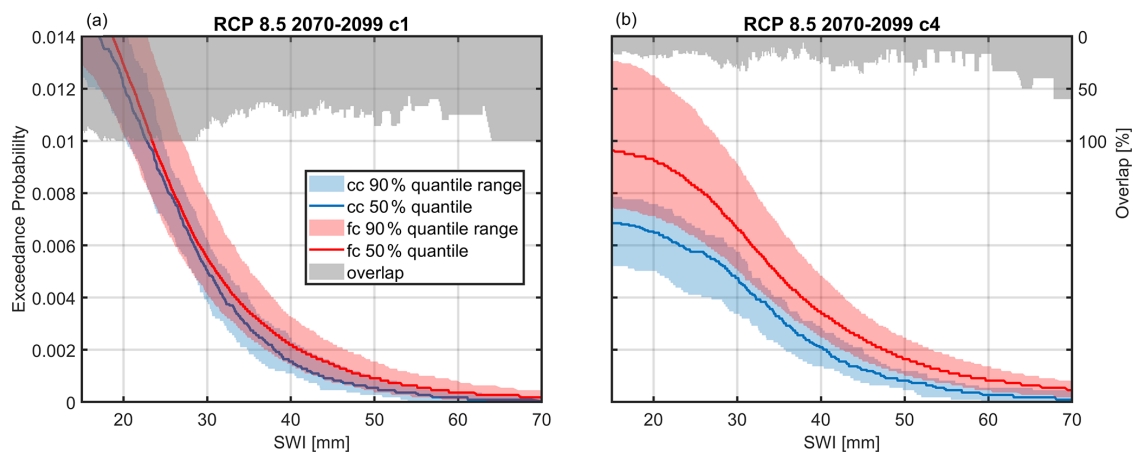 (a) RCP 8.5 2070-2099 c1
(b) RCP 8.5 2070-2099 c4
0.014
0.012
0.01
0.008
0.006
0.004
0.002
0
Exceedance Probabilility
cc 90% quantile range
cc 50% quantile
fc 90% quantile range
fc 50% quantile
overlap
20 30 40 50 60 70
SWI [mm]
20 30 40 50 60 70
SWI [mm]
0
50
100
Overlap [%]